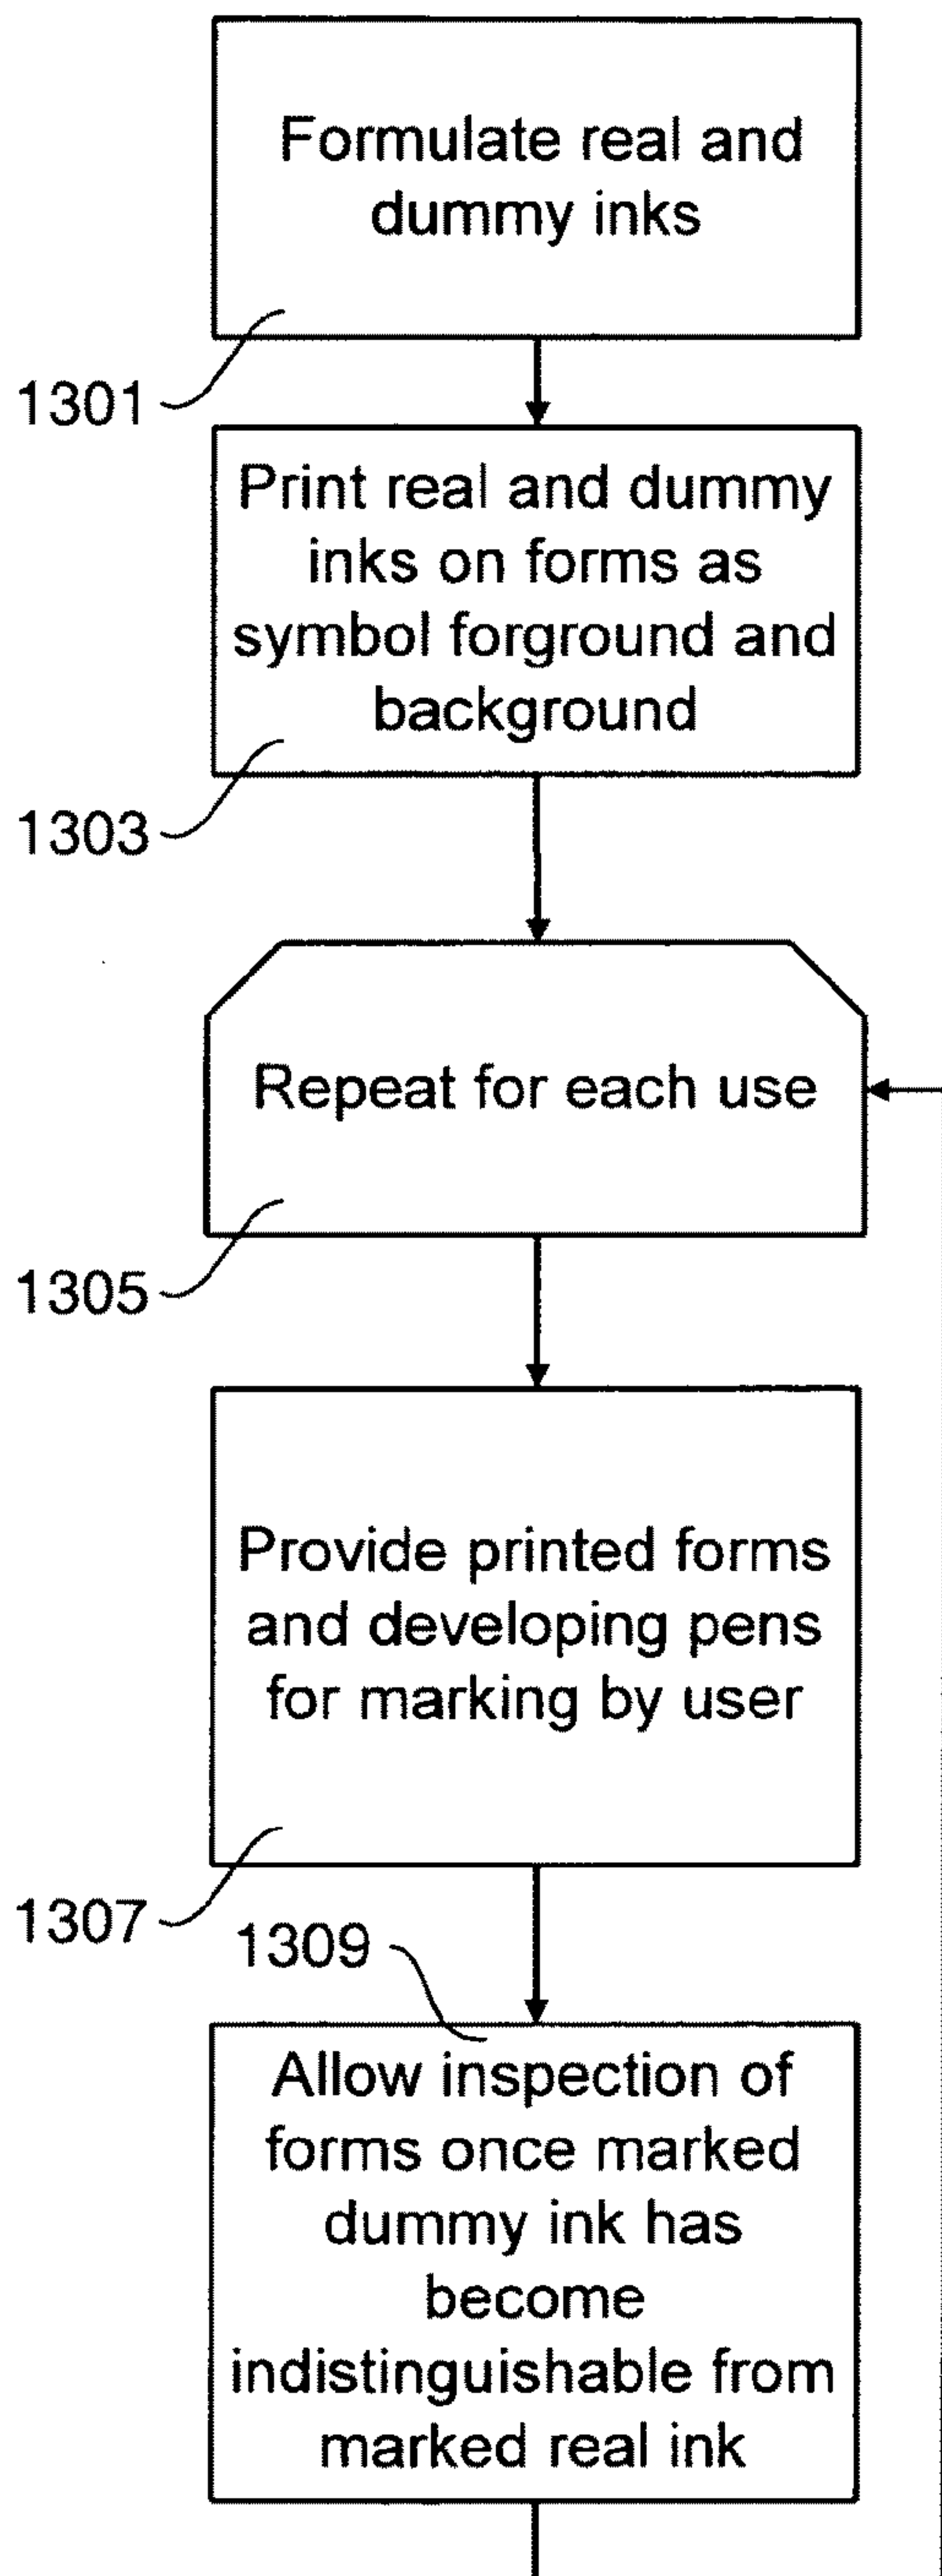 Formulate real and
dummy inks
1301
Print real and dummy
inks on forms as
symbol forground and
background
1303
Repeat for each use
1305
Provide printed forms
and developing pens
for marking by user
1307
1309
Allow inspection of
forms once marked
dummy ink has
become
indistinguishable from
marked real ink